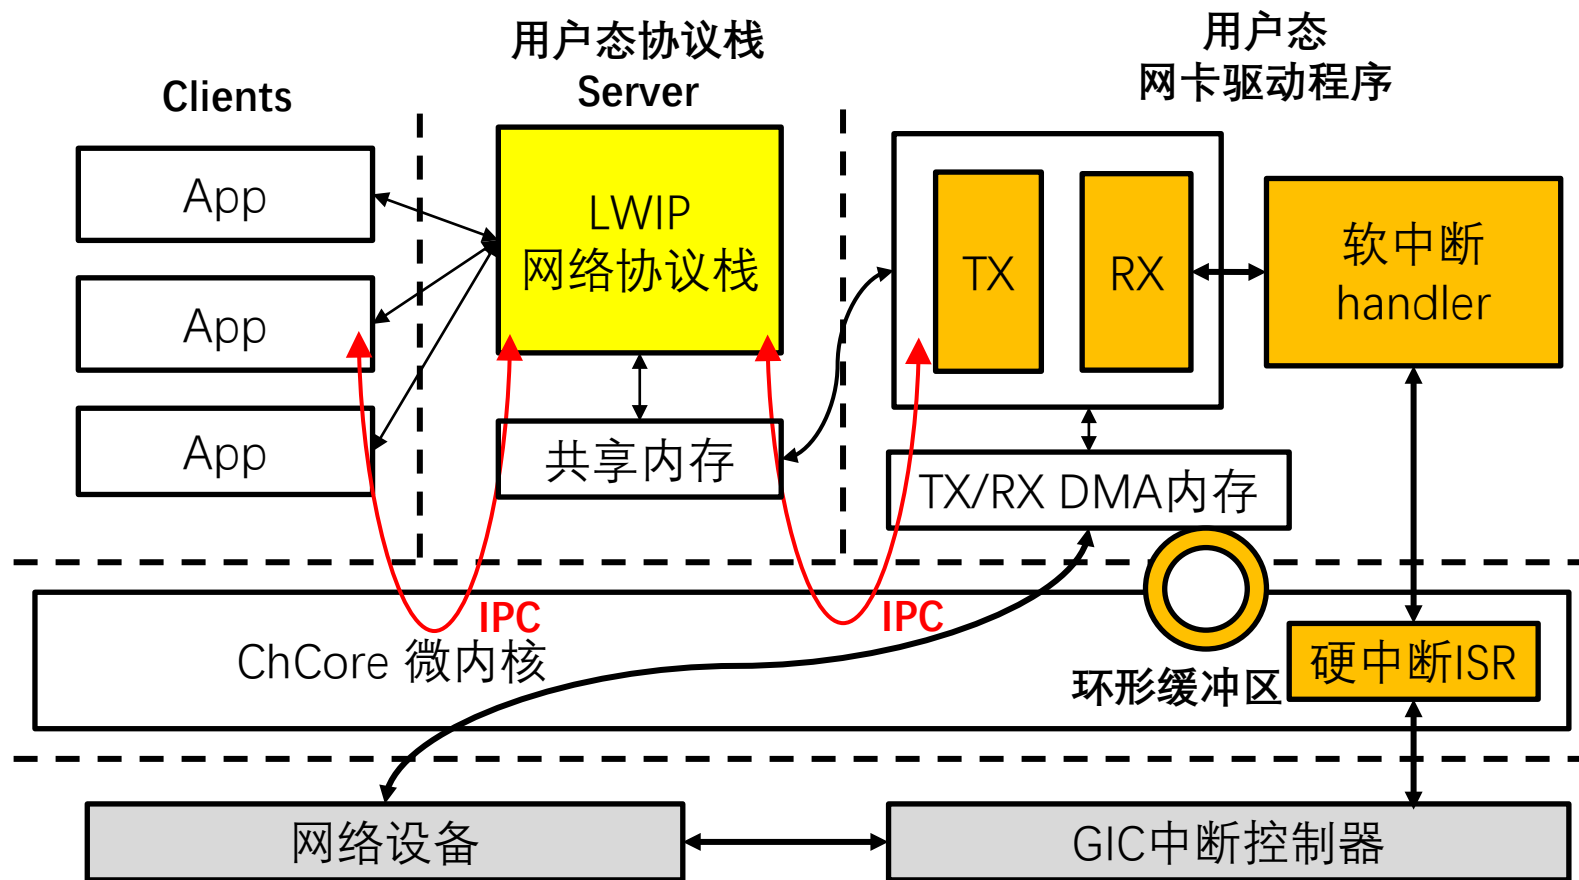 用户态协议栈
Server
用户态
网卡驱动程序
Clients
App
App
App
LWIP
网络协议栈
共享内存
TX
RX
软中断
handler
TX/RX DMA内存
IPC
IPC
ChCore 微内核
环形缓冲区
硬中断ISR
网络设备
GIC中断控制器